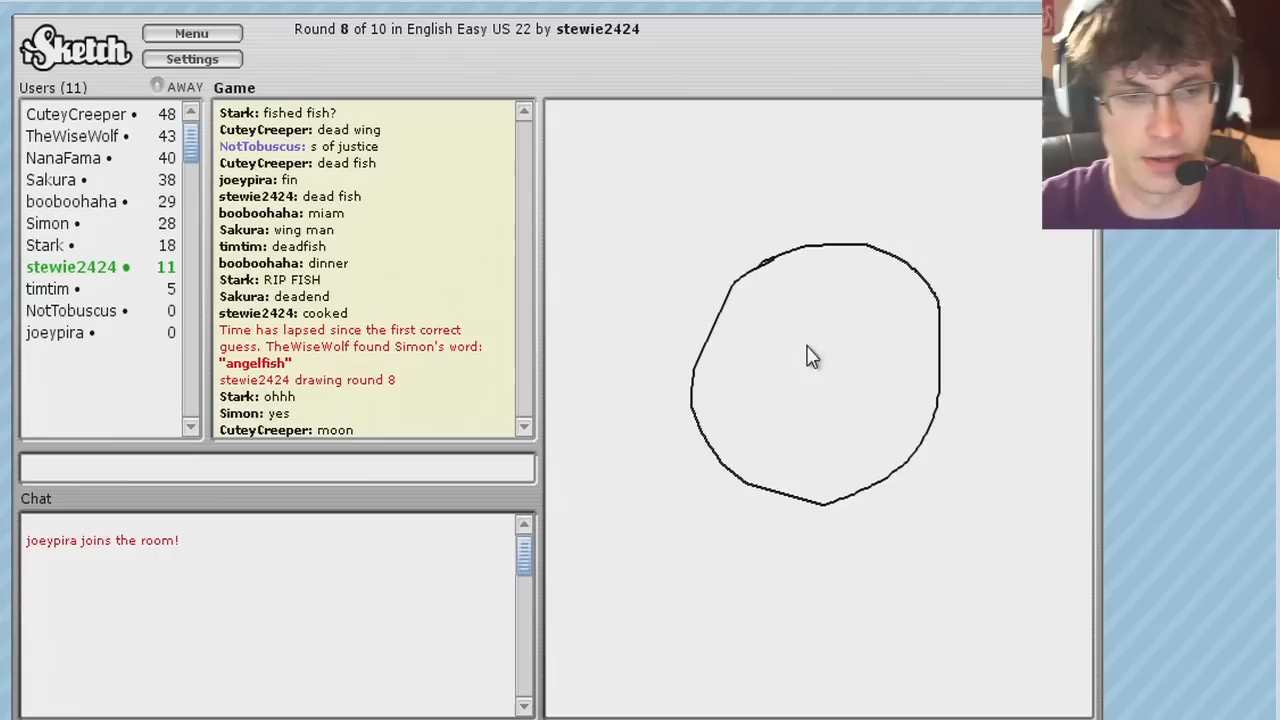 iSketch
Menu
Settings
Round 8 of 10 in English Easy US 22 by stewie2424
Users (11)
AWAY
Game
CuteyCreeper • 48
TheWiseWolf • 43
NanaFama • 40
Sakura • 38
booboohaha • 29
Simon • 28
Stark • 18
stewie2424 • 11
timtim • 5
NotTobuscus • 0
joeypira • 0
Stark: fished fish?
CuteyCreeper: dead wing
NotTobuscus: s of justice
CuteyCreeper: dead fish
joeypira: fin
stewie2424: dead fish
booboohaha: miam
Sakura: wing man
timtim: deadfish
booboohaha: dinner
Stark: RIP FISH
Sakura: deadend
stewie2424: cooked
Time has lapsed since the first correct
guess. TheWiseWolf found Simon's word:
"angelfish"
stewie2424 drawing round 8
Stark: ohhh
Simon: yes
CuteyCreeper: moon
Chat
joeypira joins the room!